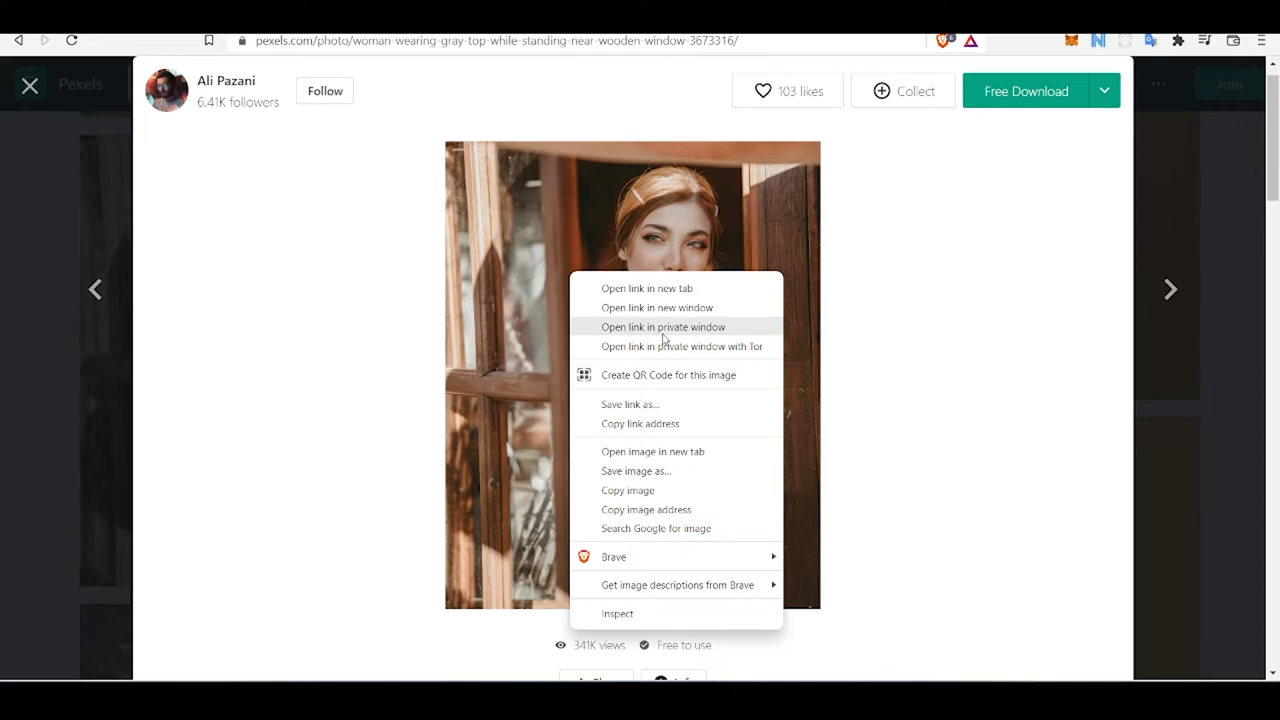 pexels.com/photo/woman-wearing-gray-top-while-standing-near-wooden-window-3673316/
Pexels
Ali Pazani
6.41K followers
Follow
103 likes
Collect
Free Download
Join
Open link in new tab
Open link in new window
Open link in private window
Open link in private window with Tor
Create QR Code for this image
Save link as...
Copy link address
Open image in new tab
Save image as...
Copy image
Copy image address
Search Google for image
Brave
Get image descriptions from Brave
Inspect
341K views
Free to use